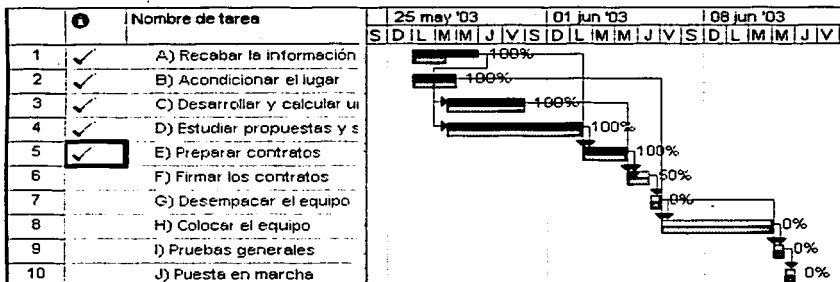 Nombre de tarea 25 may '03 01 jun '03 08 jun '03
S D L M M J V S D L M M J V S D L M M J V
1 A) Recabar la información 100%
2 B) Acondicionar el lugar 100%
3 C) Desarrollar y calcular 100%
4 D) Estudiar propuestas y 100%
5 E) Preparar contratos 100%
6 F) Firmar los contratos 50%
7 G) Desempacar el equipo 0%
8 H) Colocar el equipo 0%
9 I) Pruebas generales 0%
10 J) Puesta en marcha 0%